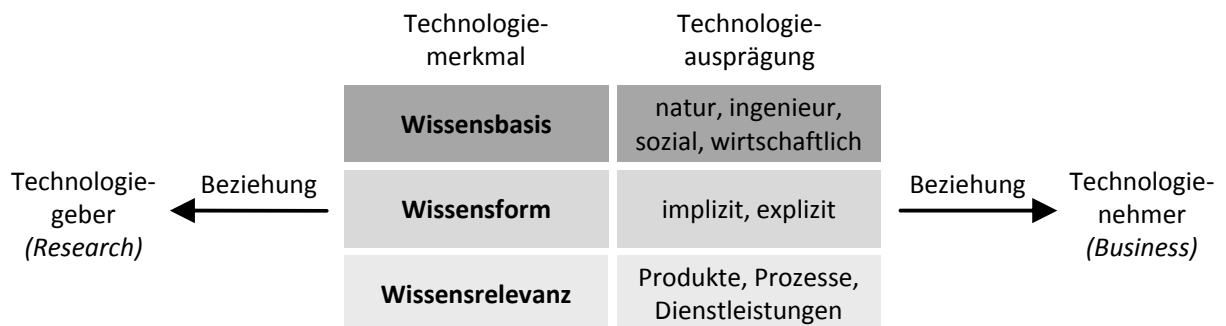 Technologie-
merkmal
Technologie-
ausprägung
Wissensbasis
natur, ingenieur,
sozial, wirtschaftlich
Technologie-
geber
(Research)
Beziehung
Wissensform
implizit, explizit
Beziehung
Technologie-
nehmer
(Business)
Wissensrelevanz
Produkte, Prozesse,
Dienstleistungen